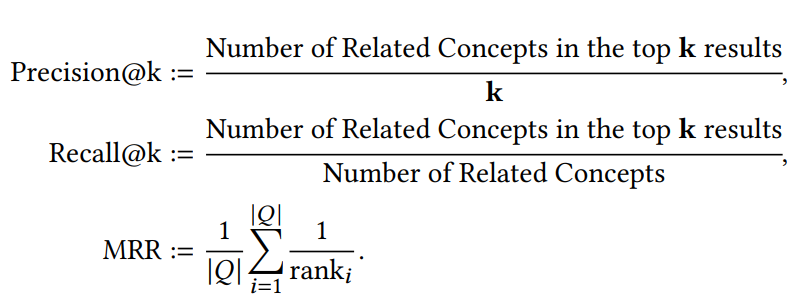 Precision@k := Number of Related Concepts in the top k results / k,
Recall@k := Number of Related Concepts in the top k results / Number of Related Concepts,
MRR := 1/|Q| ∑_{i=1}^{|Q|} 1/rank_i.